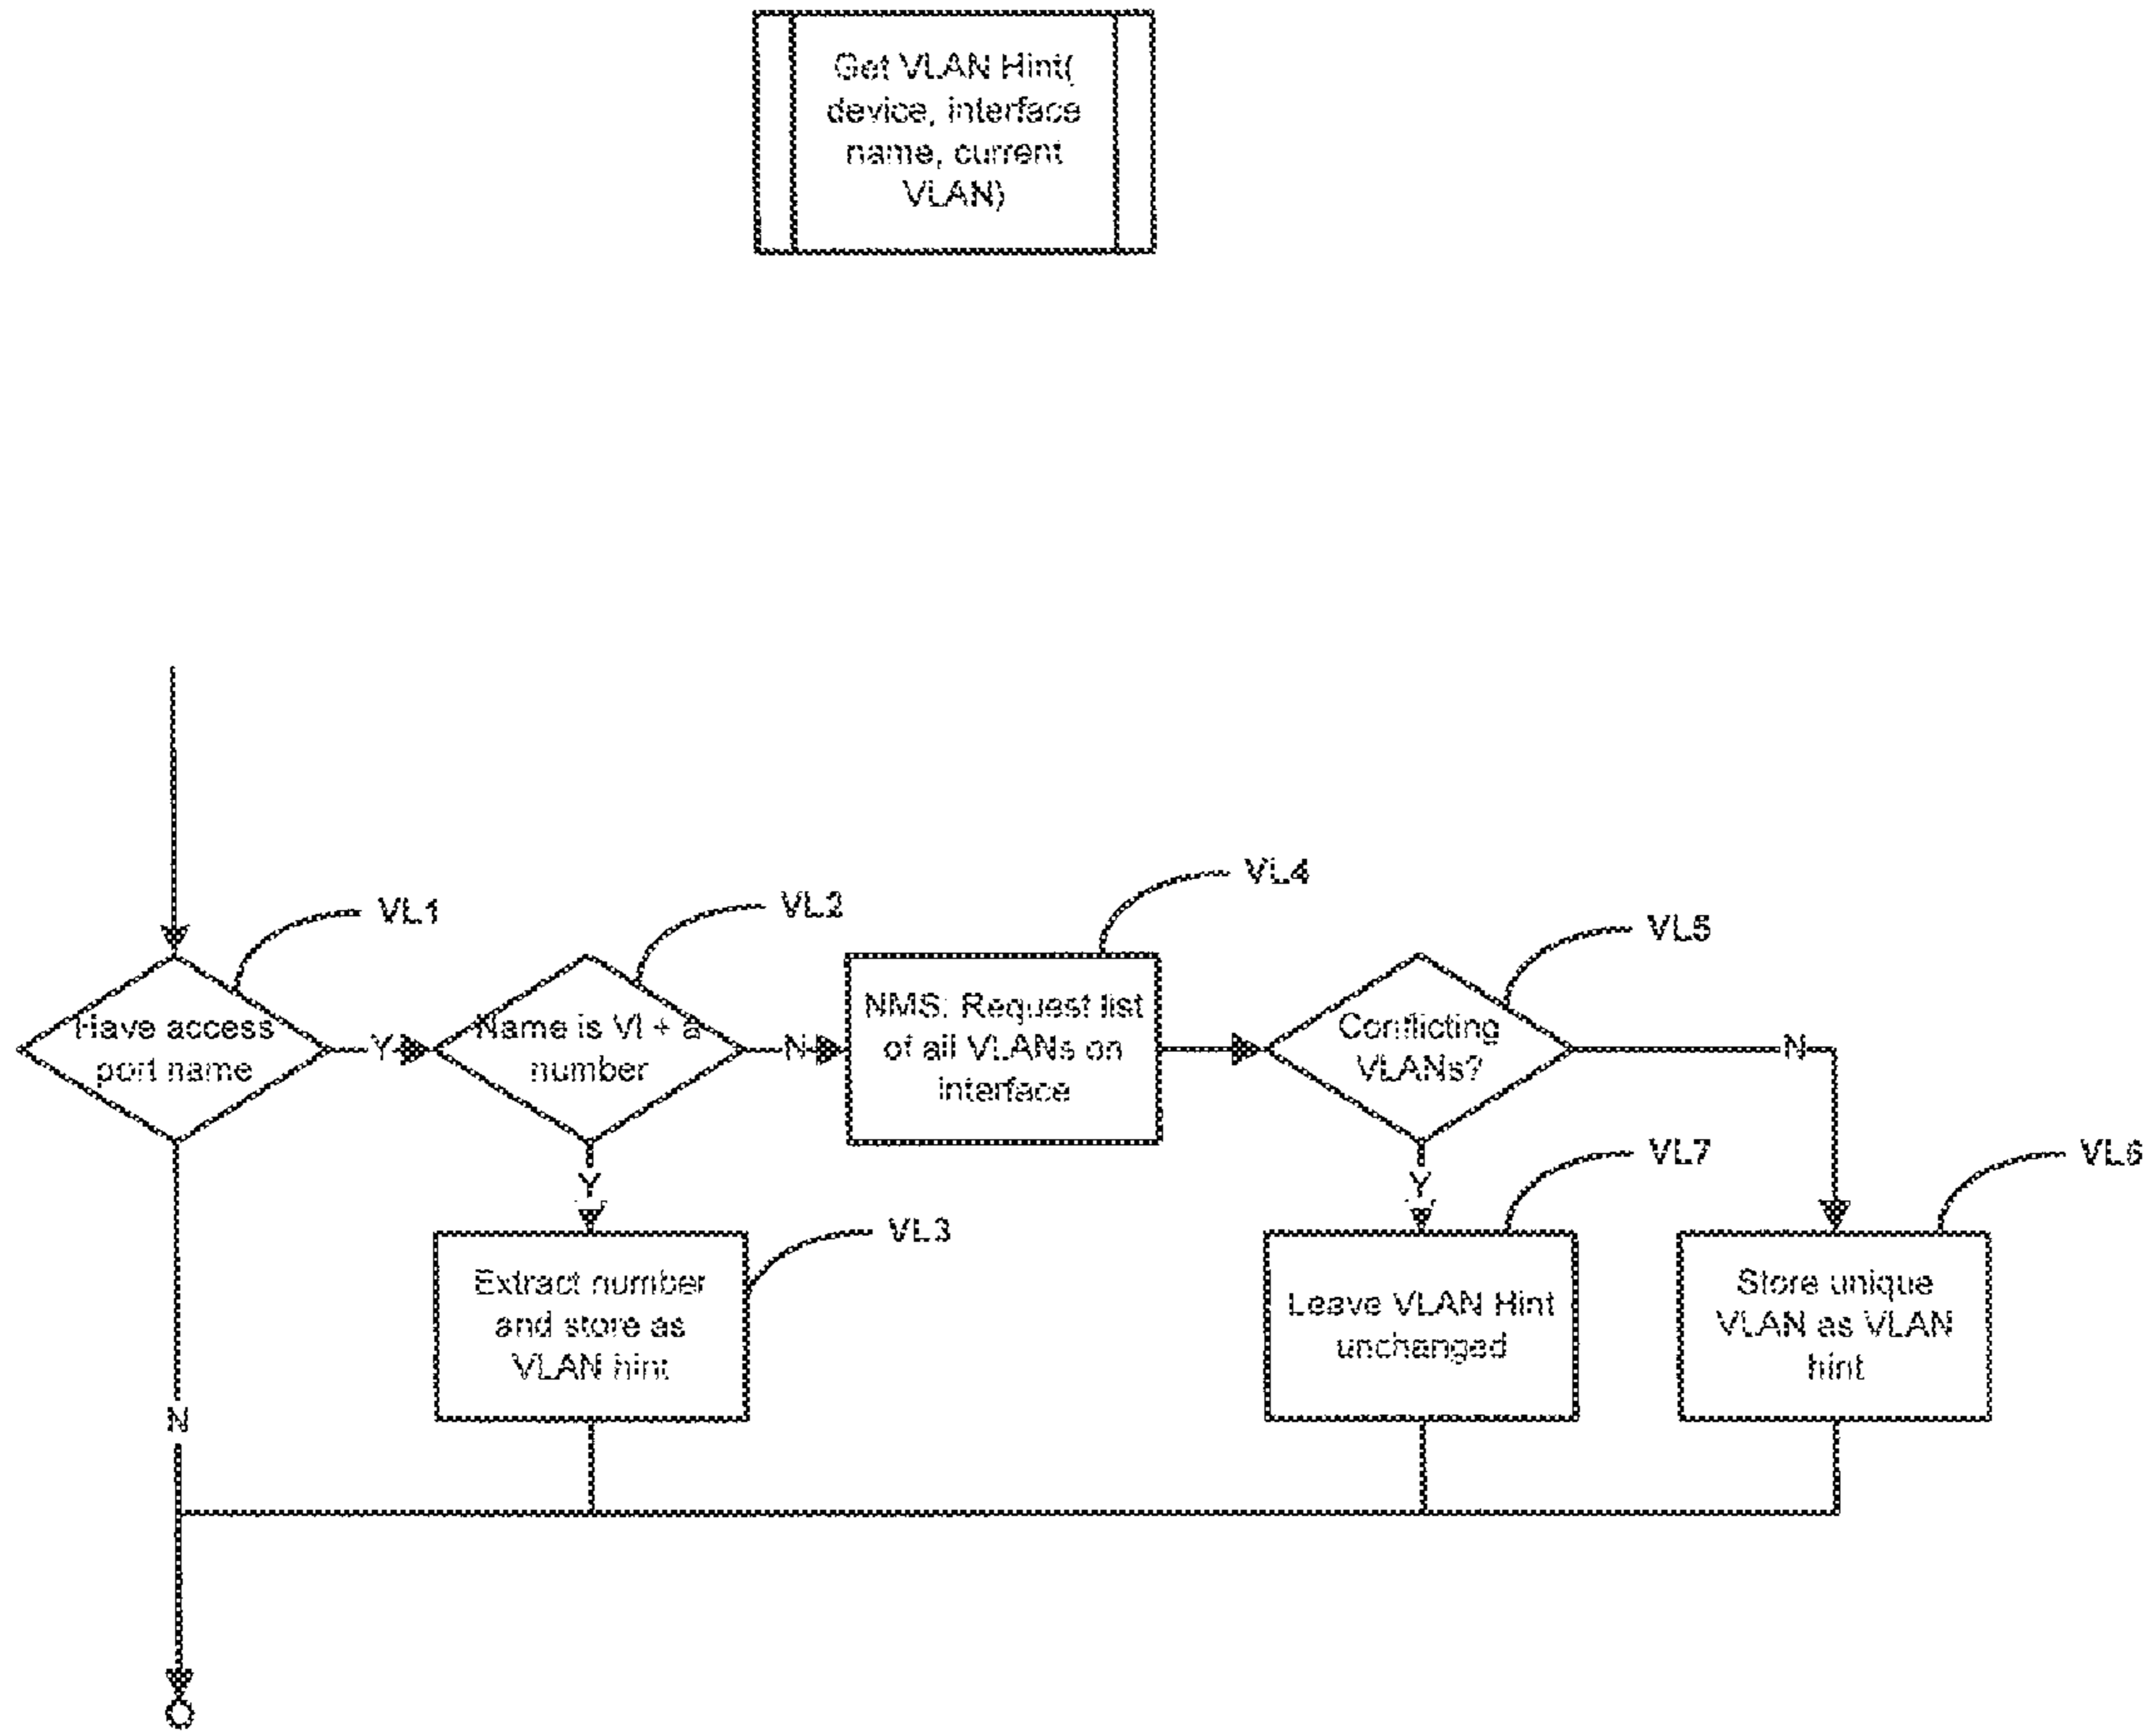 Get VLAN Hint(
device, interface
name, current
VLAN)
VL1
VL2
VL4
VL5
Have access
port name
Y
Name is Vl + a
number
N
NMS: Request list
of all VLANs on
interface
Conflicting
VLANs?
N
Y
Y
VL7
VL6
VL3
Extract number
and store as
VLAN hint
Leave VLAN Hint
unchanged
Store unique
VLAN as VLAN
hint
N